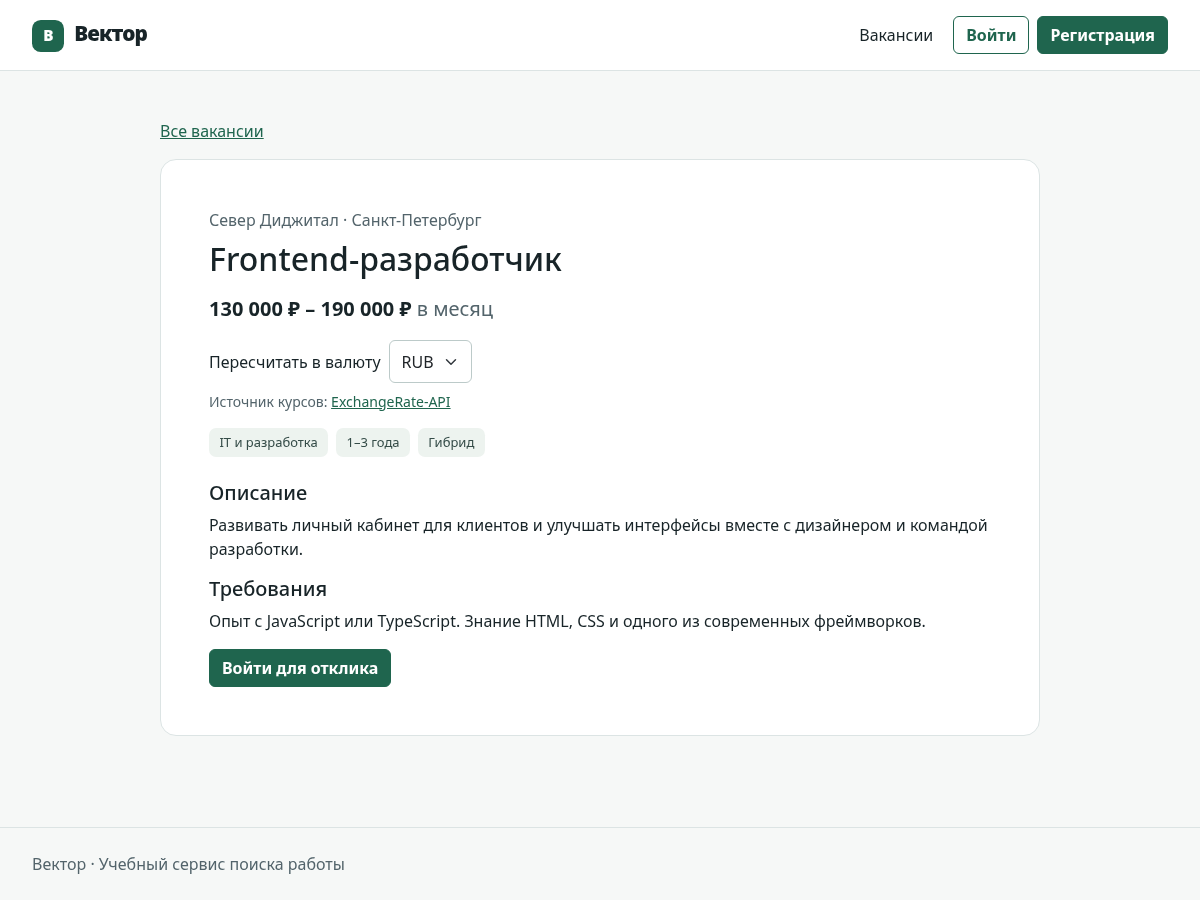 В Вектор
Вакансии Войти Регистрация
Все вакансии
Север Диджитал · Санкт-Петербург
Frontend-разработчик
130 000 ₽ – 190 000 ₽ в месяц
Пересчитать в валюту RUB
Источник курсов: ExchangeRate-API
IT и разработка 1–3 года Гибрид
Описание
Развивать личный кабинет для клиентов и улучшать интерфейсы вместе с дизайнером и командой
разработки.
Требования
Опыт с JavaScript или TypeScript. Знание HTML, CSS и одного из современных фреймворков.
Войти для отклика
Вектор · Учебный сервис поиска работы